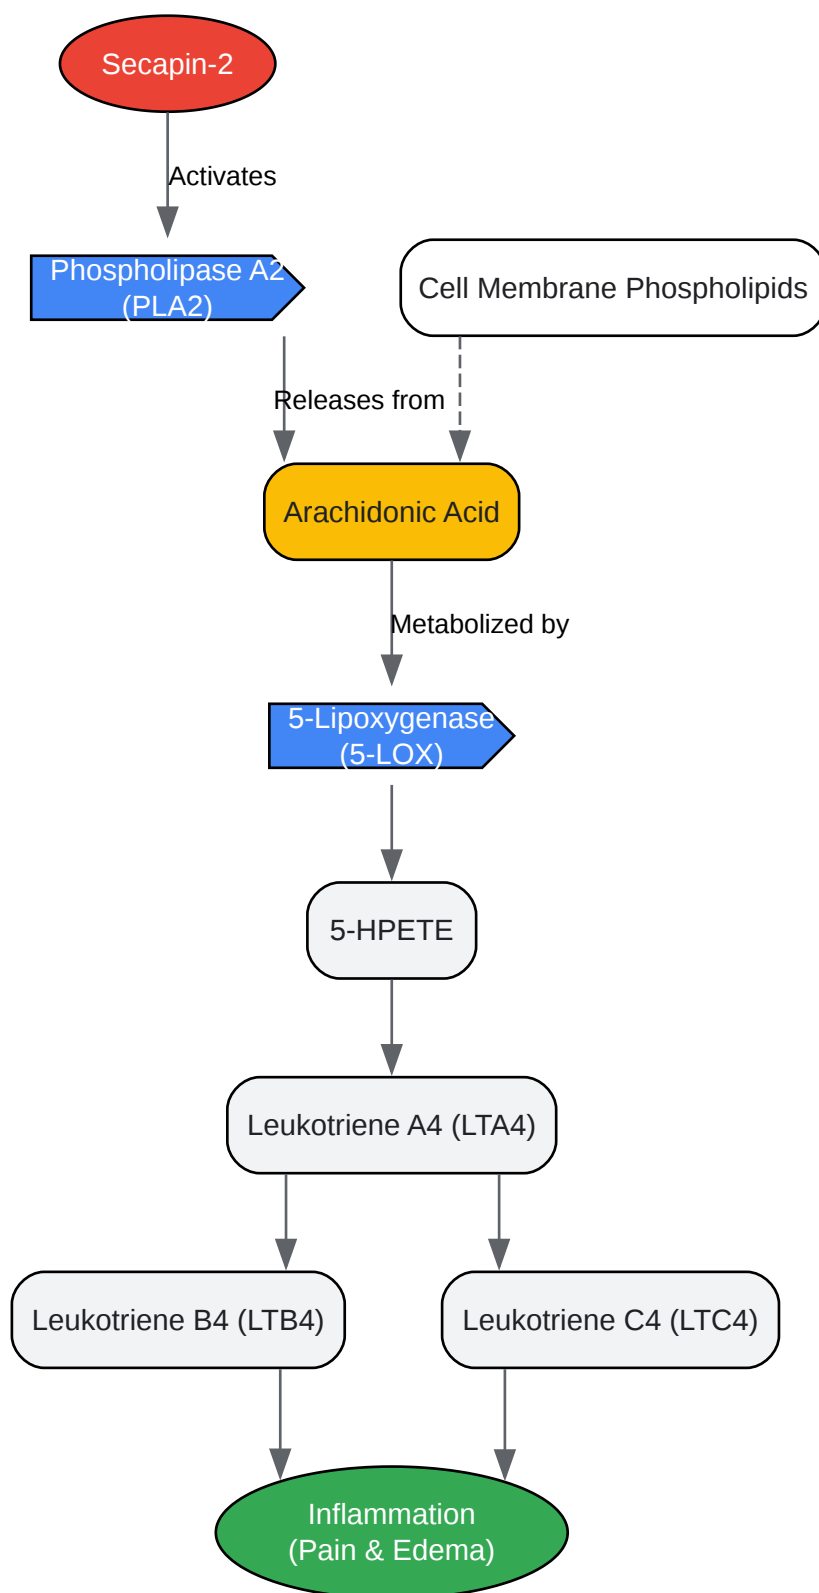 Secapin-2
Activates
Phospholipase A2
(PLA2)
Cell Membrane Phospholipids
Releases from
Arachidonic Acid
Metabolized by
5-Lipoxygenase
(5-LOX)
5-HPETE
Leukotriene A4 (LTA4)
Leukotriene B4 (LTB4)
Leukotriene C4 (LTC4)
Inflammation
(Pain & Edema)